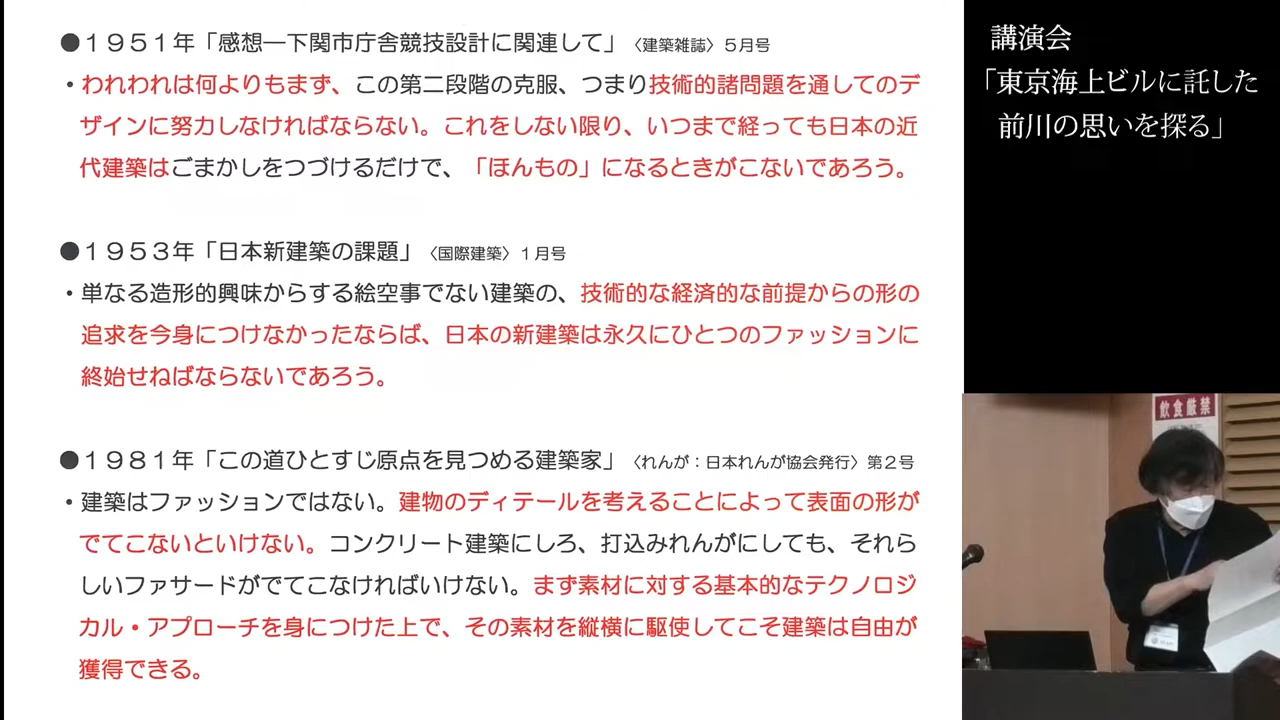 ●1951年「感想―下関市庁舎競技設計に関連して」〈建築雑誌〉5月号
・われわれは何よりもまず、この第二段階の克服、つまり技術的諸問題を通してのデ
ザインに努力しなければならない。これをしない限り、いつまで経っても日本の近
代建築はごまかしをつづけるだけで、「ほんもの」になるときがこないであろう。
●1953年「日本新建築の課題」〈国際建築〉1月号
・単なる造形的興味からする絵空事でない建築の、技術的な経済的な前提からの形の
追求を今身につけなかったならば、日本の新建築は永久にひとつのファッションに
終始せねばならないであろう。
●1981年「この道ひとすじ原点を見つめる建築家」〈れんが：日本れんが協会発行〉第2号
・建築はファッションではない。建物のディテールを考えることによって表面の形が
でてこないといけない。コンクリート建築にしろ、打込みれんがにしても、それら
しいファサードがでてこなければいけない。まず素材に対する基本的なテクノロジ
カル・アプローチを身につけた上で、その素材を縦横に駆使してこそ建築は自由が
獲得できる。
講演会
「東京海上ビルに託した
前川の思いを探る」
飲食厳禁